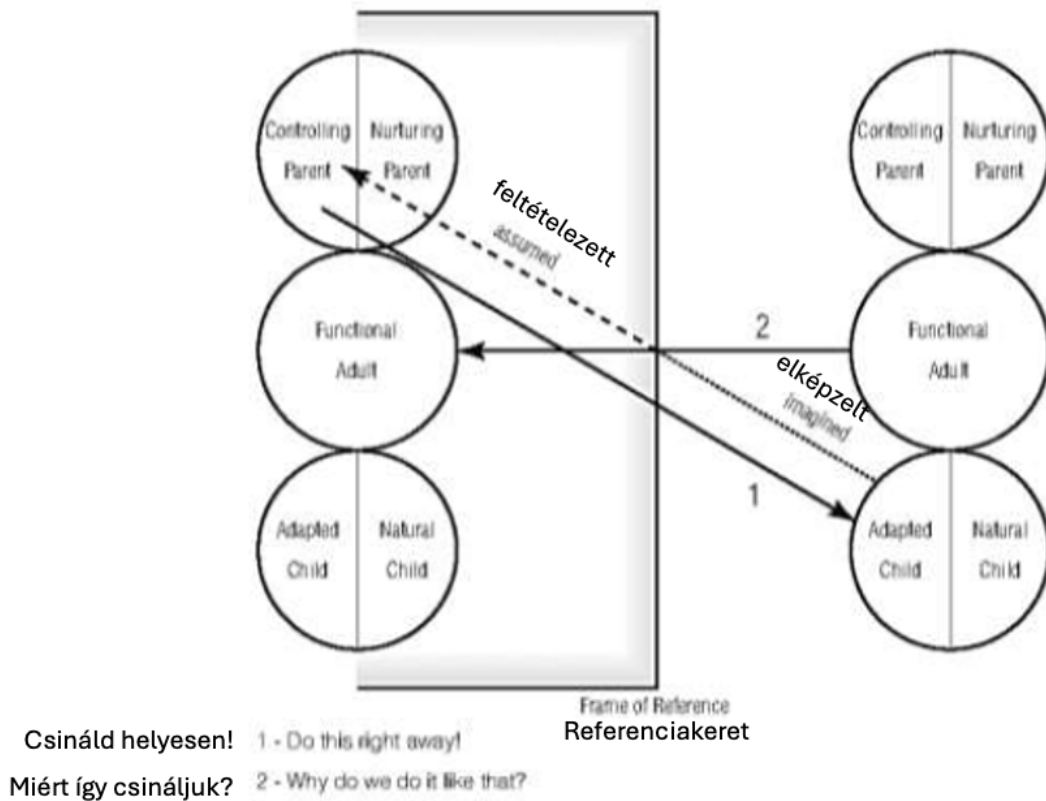 Controlling Parent
Nurturing Parent
Controlling Parent
Nurturing Parent
feltételezett
assumed
Functional Adult
2
Functional Adult
elképzelt
imagined
1
Adapted Child
Natural Child
Adapted Child
Natural Child
Frame of Reference
Referenciakeret
Csináld helyesen! 1 - Do this right away!
Miért így csináljuk? 2 - Why do we do it like that?